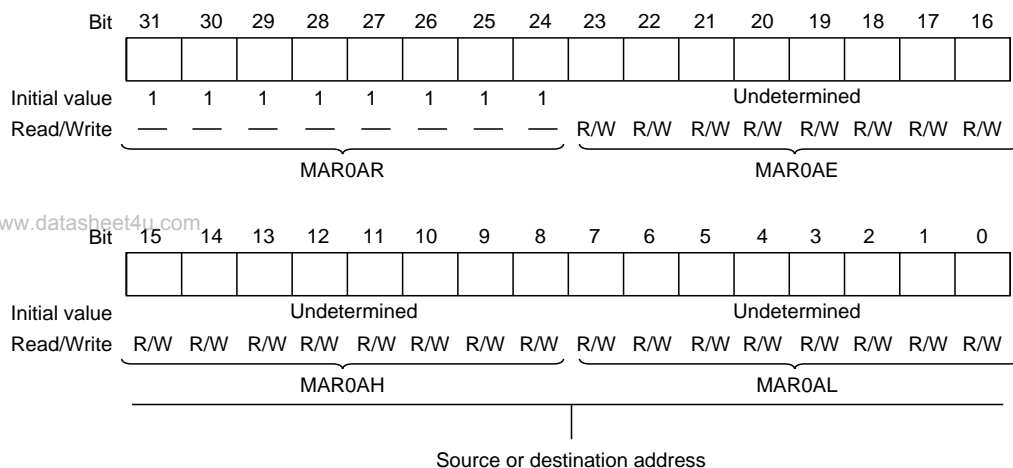 Bit 31 30 29 28 27 26 25 24 23 22 21 20 19 18 17 16
Initial value 1 1 1 1 1 1 1 1 Undetermined
Read/Write — — — — — — — — R/W R/W R/W R/W R/W R/W R/W R/W
MAR0AR MAR0AE
ww.datasheet4u.com
Bit 15 14 13 12 11 10 9 8 7 6 5 4 3 2 1 0
Initial value Undetermined Undetermined
Read/Write R/W R/W R/W R/W R/W R/W R/W R/W R/W R/W R/W R/W R/W R/W R/W R/W
MAR0AH MAR0AL
Source or destination address